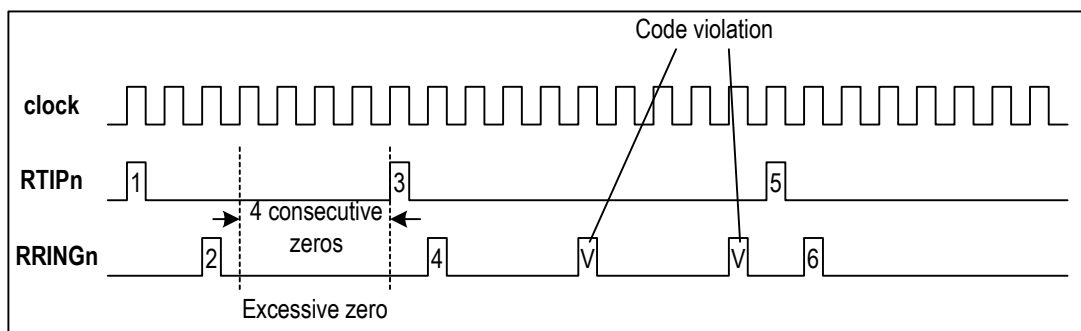 Code violation
clock
RTIPn
1
3
5
4 consecutive
zeros
RRINGn
2
4
V
V
6
Excessive zero